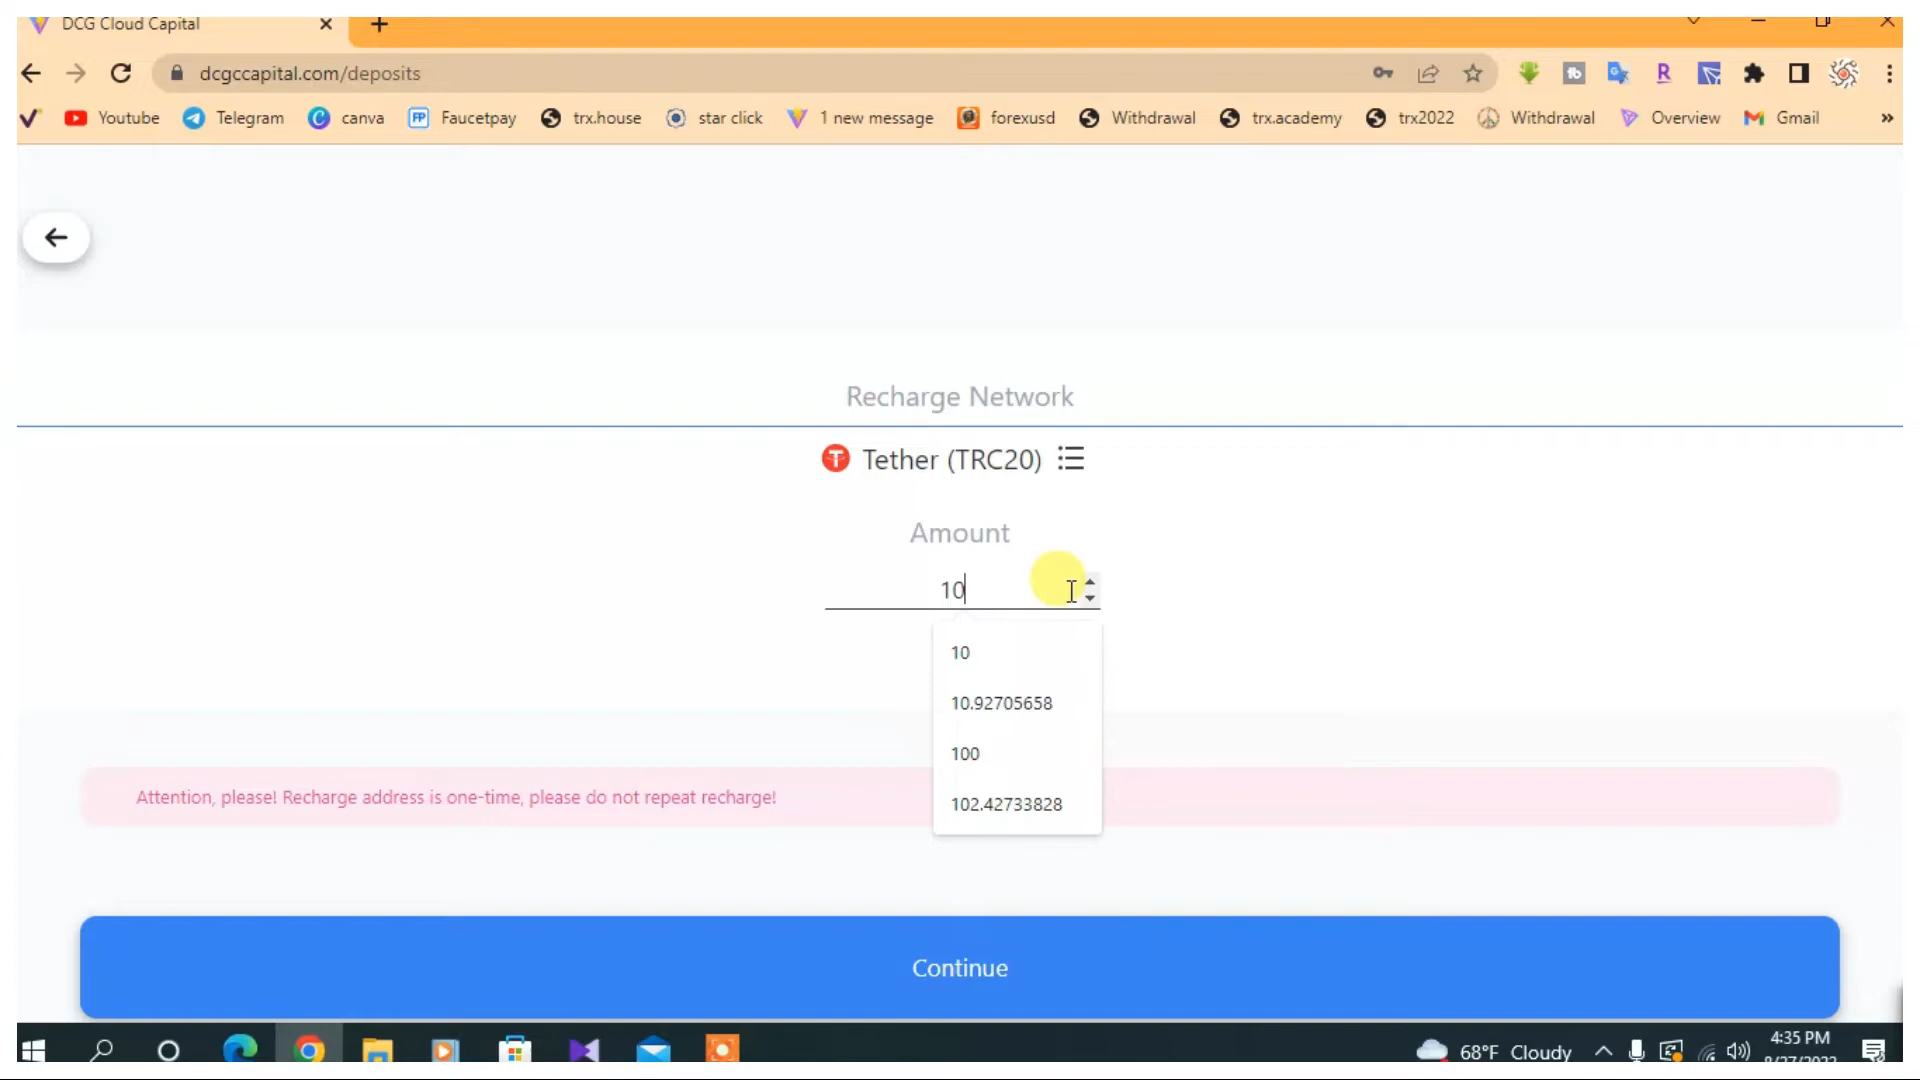 DCG Cloud Capital
dcgccapital.com/deposits
Youtube Telegram canva Faucetpay trx.house star click 1 new message forexusd Withdrawal trx.academy trx2022 Withdrawal Overview Gmail »
Recharge Network
Tether (TRC20)
Amount
10
10
10.92705658
100
102.42733828
Attention, please! Recharge address is one-time, please do not repeat recharge!
Continue
68°F Cloudy
4:35 PM